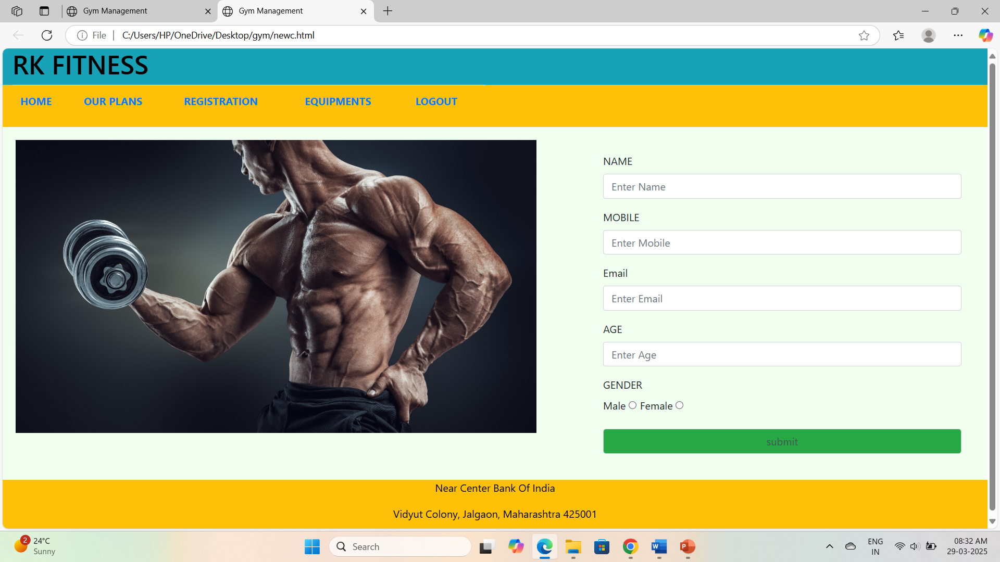 Gym Management
Gym Management
File
C:/Users/HP/OneDrive/Desktop/gym/newc.html
RK FITNESS
HOME OUR PLANS REGISTRATION EQUIPMENTS LOGOUT
NAME
Enter Name
MOBILE
Enter Mobile
Email
Enter Email
AGE
Enter Age
GENDER
Male Female
submit
Near Center Bank Of India
Vidyut Colony, Jalgaon, Maharashtra 425001
2
24°C
Sunny
Search
W
P
ENG
IN
08:32 AM
29-03-2025